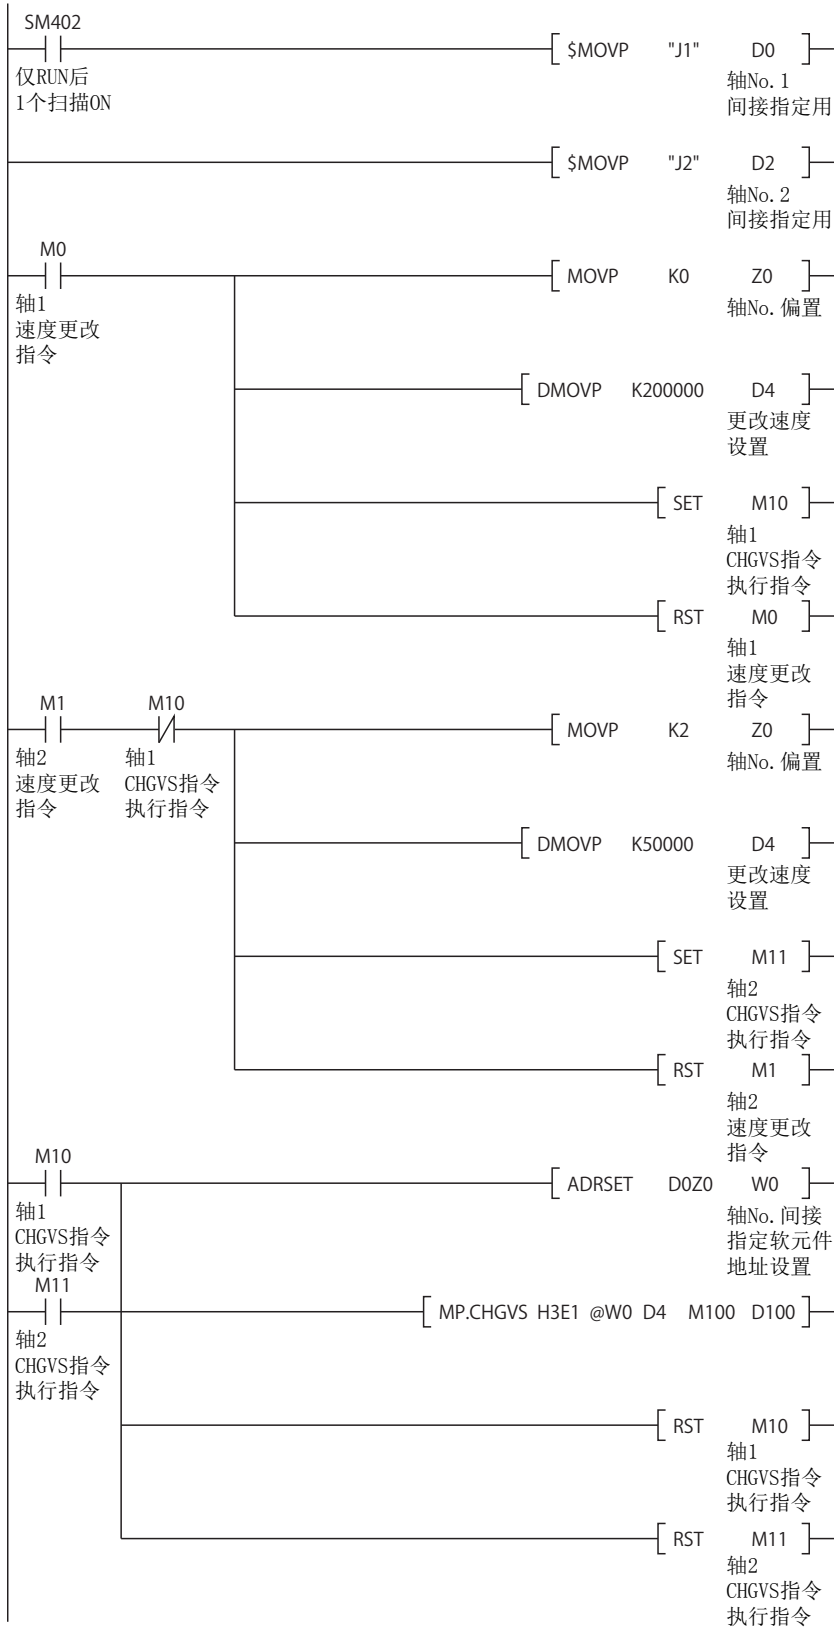 SM402
$MOVP "J1" D0
仅RUN后
1个扫描ON
轴No.1
间接指定用
$MOVP "J2" D2
轴No.2
间接指定用
M0
MOVP K0 Z0
轴1
速度更改
指令
轴No.偏置
DMOVP K200000 D4
更改速度
设置
SET M10
轴1
CHGVS指令
执行指令
RST M0
轴1
速度更改
指令
M1 M10
MOVP K2 Z0
轴2
速度更改
指令
轴1
CHGVS指令
执行指令
轴No.偏置
DMOVP K50000 D4
更改速度
设置
SET M11
轴2
CHGVS指令
执行指令
RST M1
轴2
速度更改
指令
M10
ADRSET D0Z0 W0
轴1
CHGVS指令
执行指令
轴No.间接
指定软元件
地址设置
M11
MP.CHGVS H3E1 @W0 D4 M100 D100
轴2
CHGVS指令
执行指令
RST M10
轴1
CHGVS指令
执行指令
RST M11
轴2
CHGVS指令
执行指令